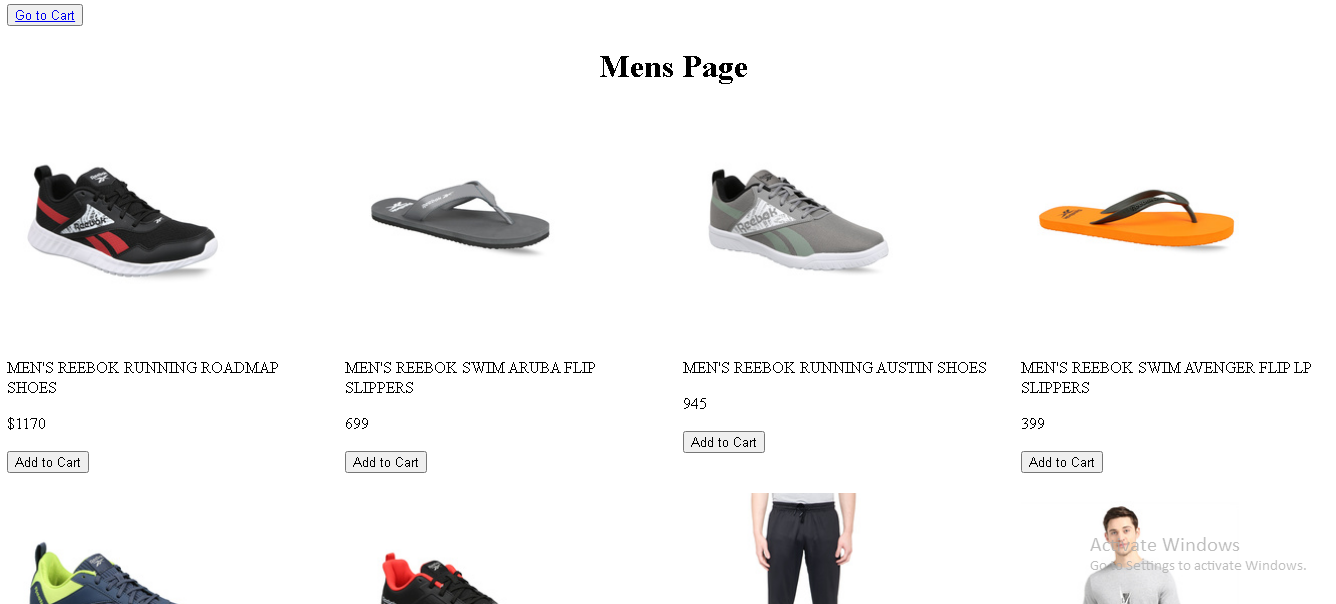 Go to Cart
Mens Page
Reebok
MEN'S REEBOK RUNNING ROADMAP
SHOES
$1170
Add to Cart
MEN'S REEBOK SWIM ARUBA FLIP
SLIPPERS
699
Add to Cart
Reebok
MEN'S REEBOK RUNNING AUSTIN SHOES
945
Add to Cart
MEN'S REEBOK SWIM AVENGER FLIP LP
SLIPPERS
399
Add to Cart
Activate Windows
Go to Settings to activate Windows.